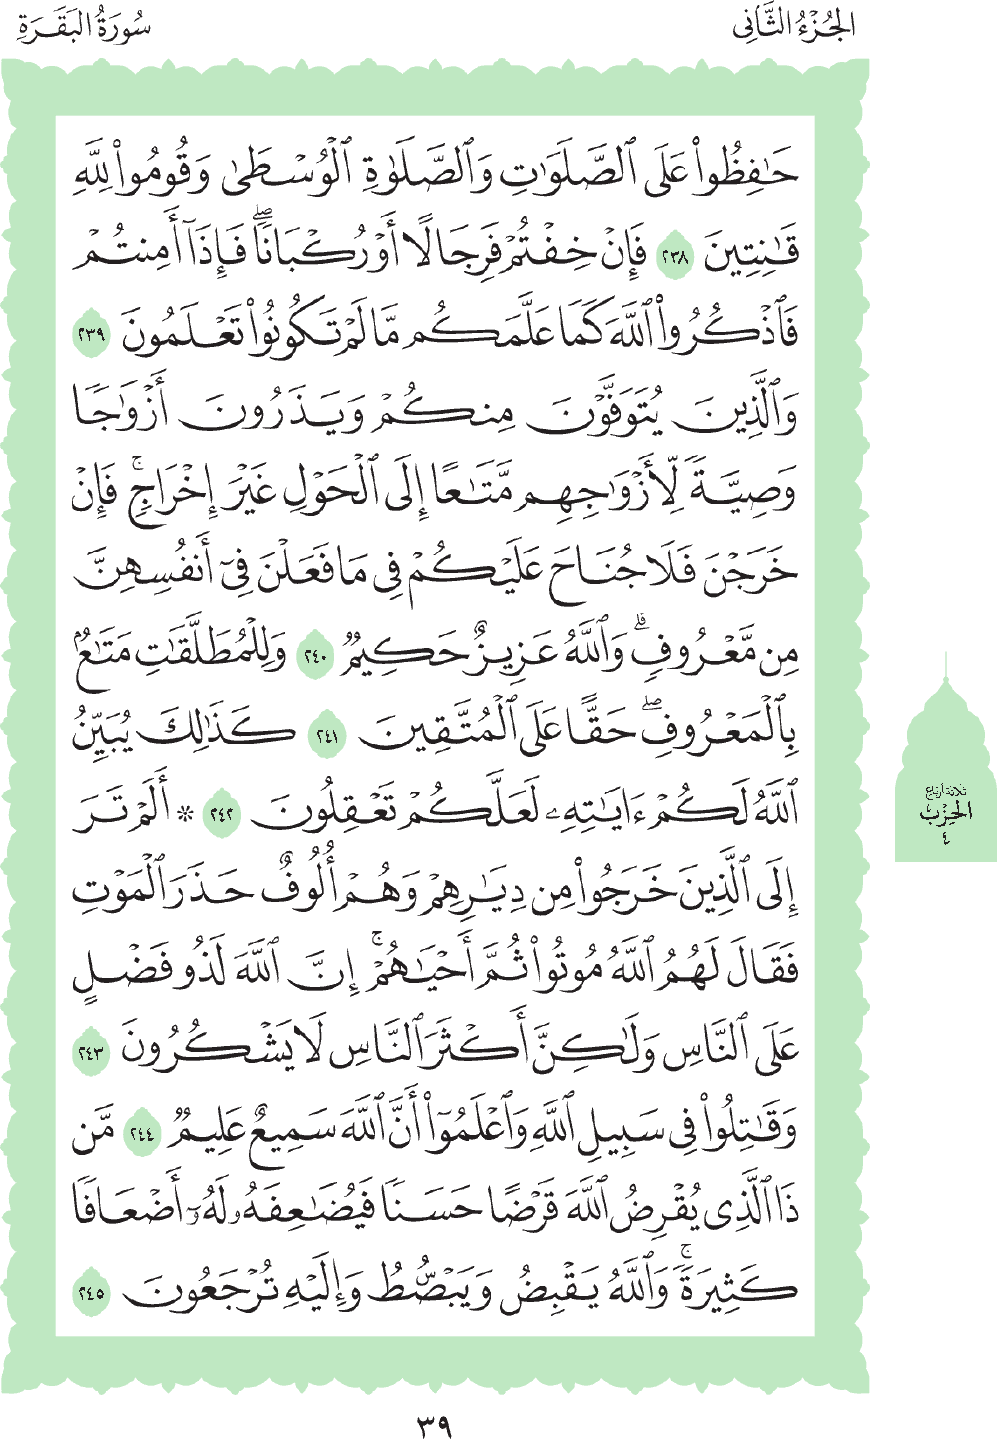 الجُزْءُ الثَّانِي
سُورَةُ البَقَرَةِ
حَٰفِظُواْ عَلَى ٱلصَّلَوَٰتِ وَٱلصَّلَوٰةِ ٱلۡوُسۡطَىٰ وَقُومُواْ لِلَّهِ
قَٰنِتِينَ ٢٣٨ فَإِنۡ خِفۡتُمۡ فَرِجَالًا أَوۡ رُكۡبَانٗاۖ فَإِذَآ أَمِنتُمۡ
فَٱذۡكُرُواْ ٱللَّهَ كَمَا عَلَّمَكُم مَّا لَمۡ تَكُونُواْ تَعۡلَمُونَ ٢٣٩
وَٱلَّذِينَ يُتَوَفَّوۡنَ مِنكُمۡ وَيَذَرُونَ أَزۡوَٰجٗا
وَصِيَّةٗ لِّأَزۡوَٰجِهِم مَّتَٰعًا إِلَى ٱلۡحَوۡلِ غَيۡرَ إِخۡرَاجٖۚ فَإِنۡ
خَرَجۡنَ فَلَا جُنَاحَ عَلَيۡكُمۡ فِي مَا فَعَلۡنَ فِيٓ أَنفُسِهِنَّ
مِن مَّعۡرُوفٖۗ وَٱللَّهُ عَزِيزٌ حَكِيمٞ ٢٤٠ وَلِلۡمُطَلَّقَٰتِ مَتَٰعُۢ
بِٱلۡمَعۡرُوفِۖ حَقًّا عَلَى ٱلۡمُتَّقِينَ ٢٤١ كَذَٰلِكَ يُبَيِّنُ
ٱللَّهُ لَكُمۡ ءَايَٰتِهِۦ لَعَلَّكُمۡ تَعۡقِلُونَ ٢٤٢ * أَلَمۡ تَرَ
إِلَى ٱلَّذِينَ خَرَجُواْ مِن دِيَٰرِهِمۡ وَهُمۡ أُلُوفٌ حَذَرَ ٱلۡمَوۡتِ
فَقَالَ لَهُمُ ٱللَّهُ مُوتُواْ ثُمَّ أَحۡيَٰهُمۡۚ إِنَّ ٱللَّهَ لَذُو فَضۡلٍ
عَلَى ٱلنَّاسِ وَلَٰكِنَّ أَكۡثَرَ ٱلنَّاسِ لَا يَشۡكُرُونَ ٢٤٣
وَقَٰتِلُواْ فِي سَبِيلِ ٱللَّهِ وَٱعۡلَمُوٓاْ أَنَّ ٱللَّهَ سَمِيعٌ عَلِيمٞ ٢٤٤ مَّن
ذَا ٱلَّذِي يُقۡرِضُ ٱللَّهَ قَرۡضًا حَسَنٗا فَيُضَٰعِفَهُۥ لَهُۥٓ أَضۡعَافٗا
كَثِيرَةٗۚ وَٱللَّهُ يَقۡبِضُ وَيَبۡصُۜطُ وَإِلَيۡهِ تُرۡجَعُونَ ٢٤٥
ثلاثة أرباع
الحِزْب
٤
٣٩